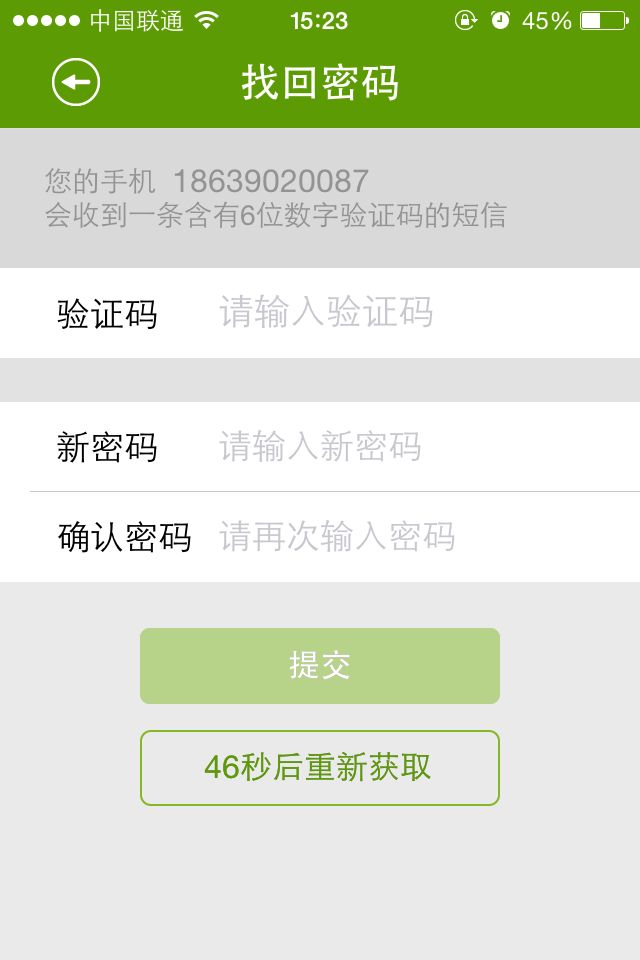 中国联通 15:23 45%
找回密码
您的手机 18639020087
会收到一条含有6位数字验证码的短信
验证码 请输入验证码
新密码 请输入新密码
确认密码 请再次输入密码
提交
46秒后重新获取